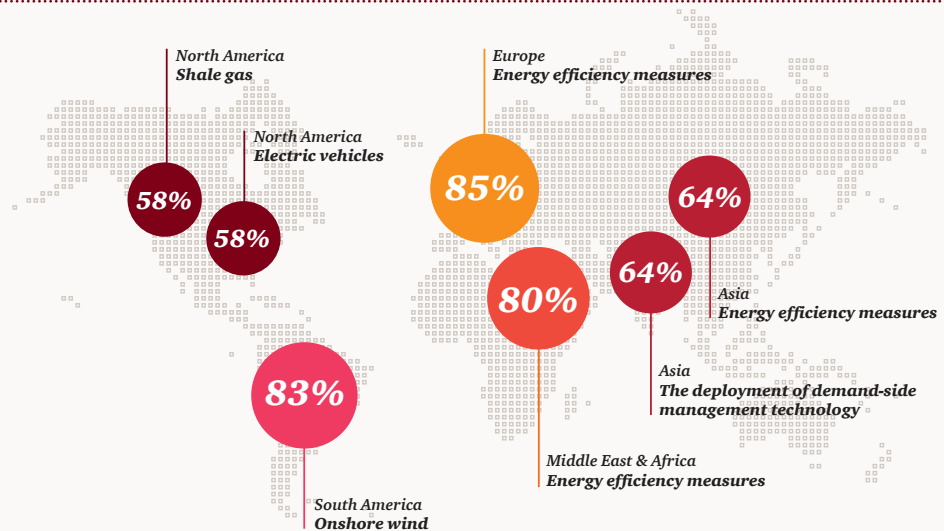 North America
Shale gas
58%
North America
Electric vehicles
58%
Europe
Energy efficiency measures
85%
64%
Asia
Energy efficiency measures
64%
Asia
The deployment of demand-side
management technology
80%
Middle East & Africa
Energy efficiency measures
83%
South America
Onshore wind